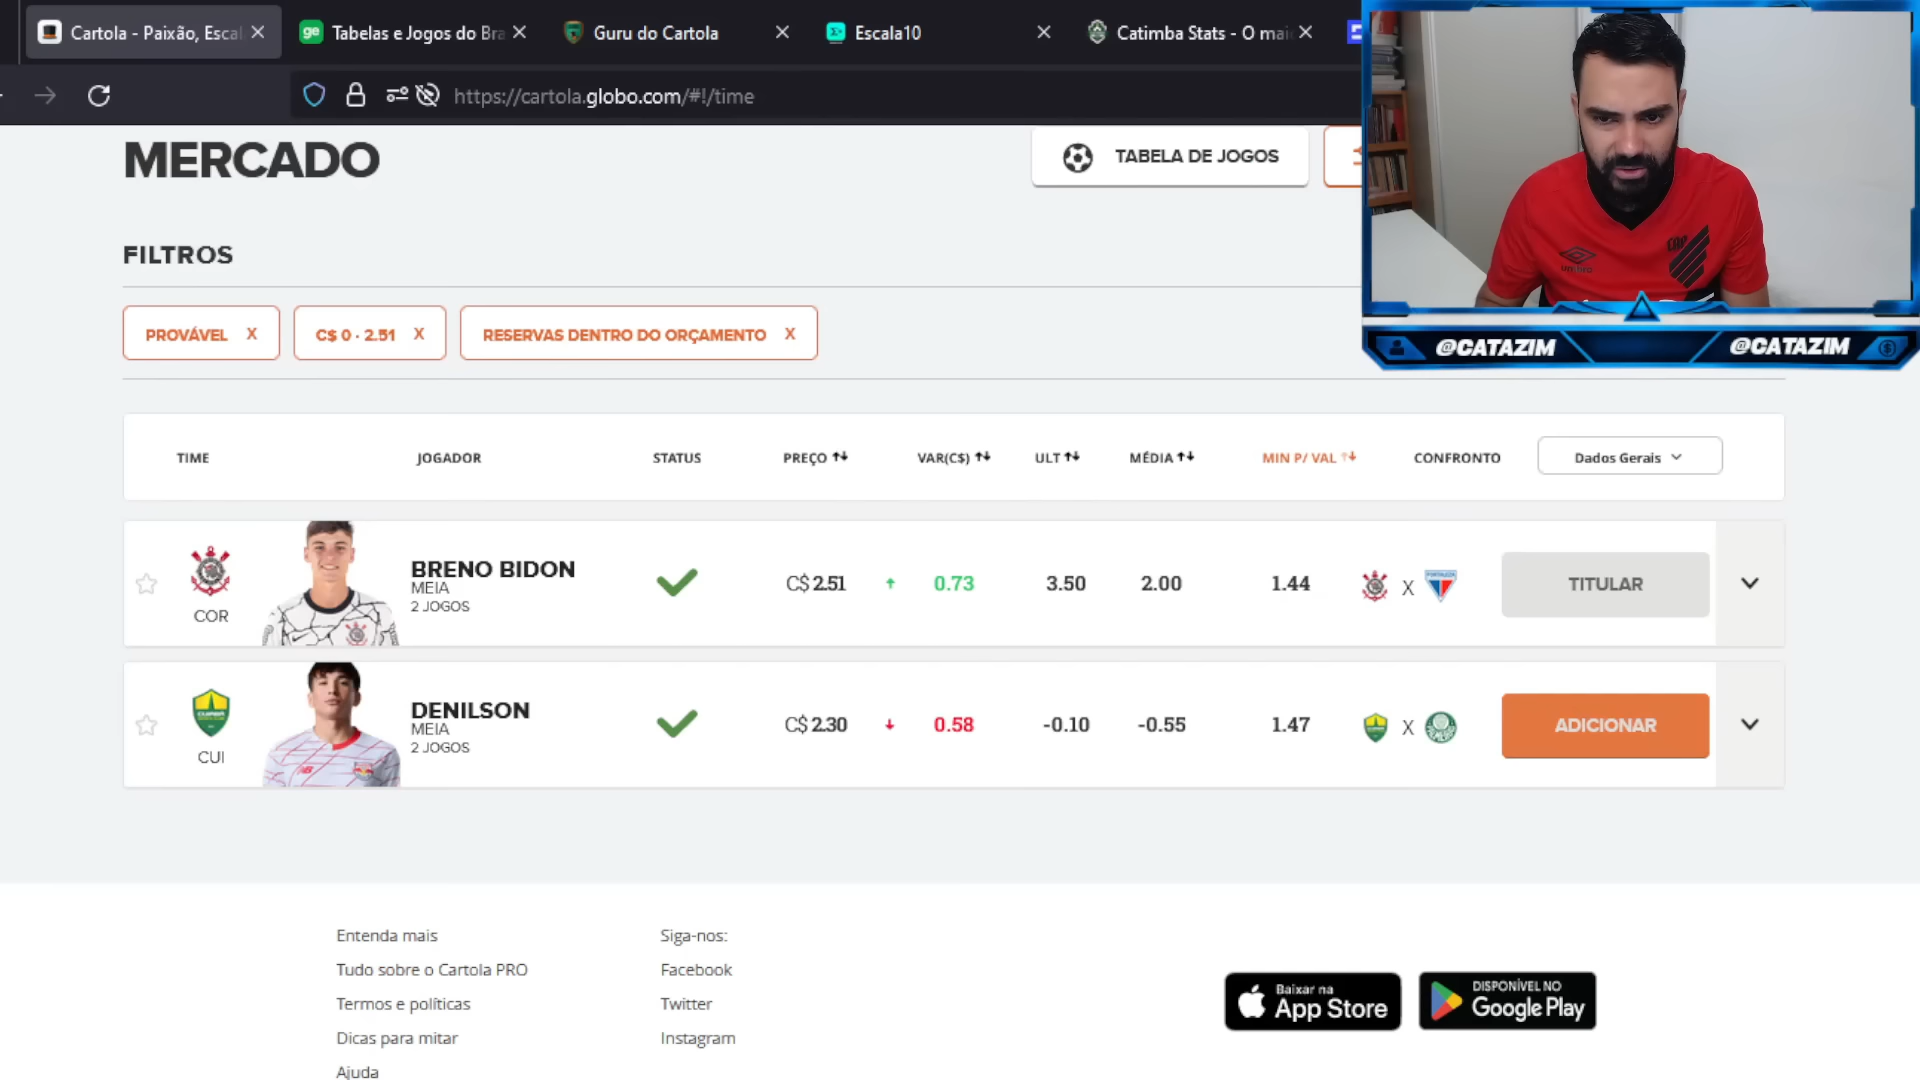 Cartola - Paixão, Escal
ge
Tabelas e Jogos do Bra
Guru do Cartola
Escala10
Catimba Stats - O mai
https://cartola.globo.com/#!/time
MERCADO
TABELA DE JOGOS
FILTROS
PROVÁVEL X
C$ 0 - 2.51 X
RESERVAS DENTRO DO ORÇAMENTO X
CAP
umbro
@CATAZIM
@CATAZIM
TIME JOGADOR STATUS PREÇO VAR(C$) ULT MÉDIA MIN P/ VAL CONFRONTO Dados Gerais
BRENO BIDON
MEIA
2 JOGOS
COR
C$ 2.51 0.73 3.50 2.00 1.44 X TITULAR
DENILSON
MEIA
2 JOGOS
CUI
C$ 2.30 0.58 -0.10 -0.55 1.47 X ADICIONAR
Entenda mais
Tudo sobre o Cartola PRO
Termos e políticas
Dicas para mitar
Ajuda
Siga-nos:
Facebook
Twitter
Instagram
Baixar na
App Store
DISPONÍVEL NO
Google Play